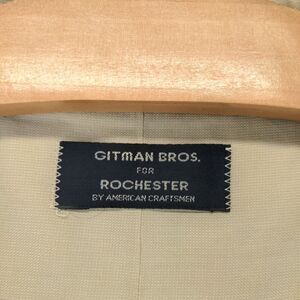 GITMAN BROS.
FOR
ROCHESTER
BY AMERICAN CRAFTSMEN